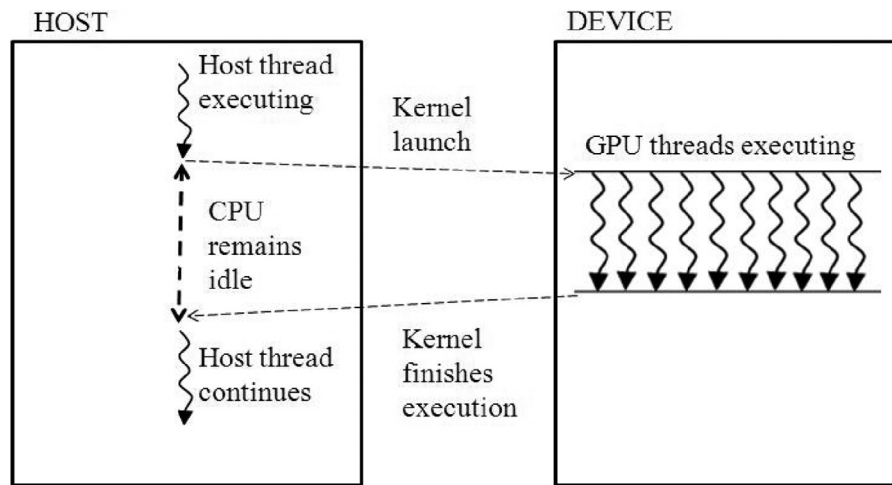 HOST
DEVICE
Host thread
executing
Kernel
launch
GPU threads executing
CPU
remains
idle
Kernel
finishes
execution
Host thread
continues